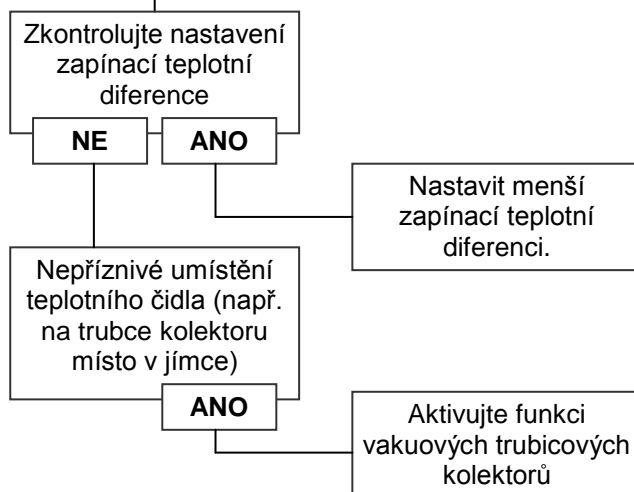 Zkontrolujte nastavení
zapínací teplotní
diference
NE
ANO
Nastavit menší
zapínací teplotní
diferenci.
Nepříznivé umístění
teplotního čidla (např.
na trubce kolektoru
místo v jímce)
ANO
Aktivujte funkci
vakuových trubicových
kolektorů